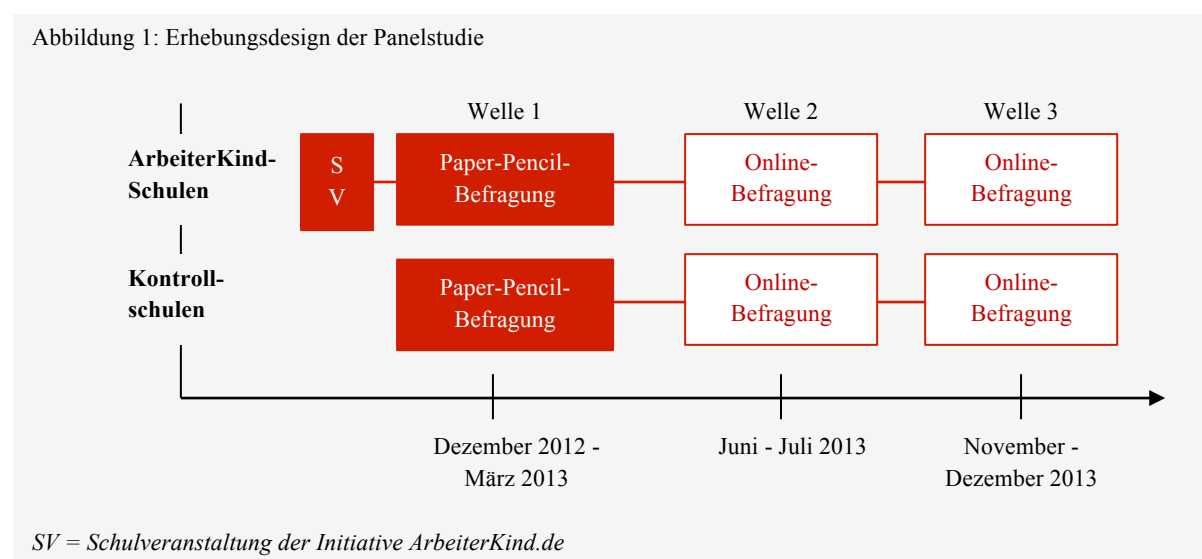 Abbildung 1: Erhebungsdesign der Panelstudie
Welle 1
Welle 2
Welle 3
ArbeiterKind-
Schulen
S
V
Paper-Pencil-
Befragung
Online-
Befragung
Online-
Befragung
Kontroll-
schulen
Paper-Pencil-
Befragung
Online-
Befragung
Online-
Befragung
Dezember 2012 -
März 2013
Juni - Juli 2013
November -
Dezember 2013
SV = Schulveranstaltung der Initiative ArbeiterKind.de